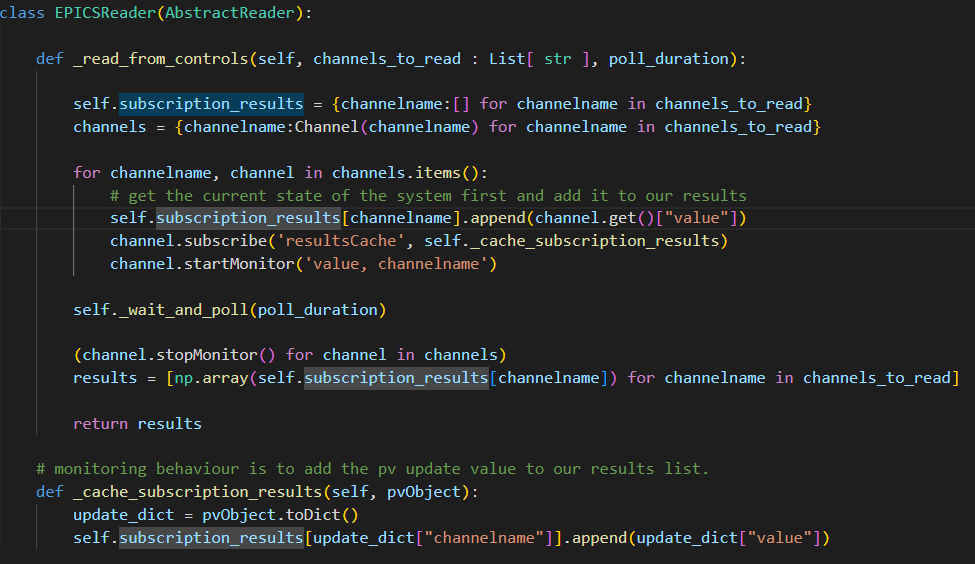 class EPICSReader(AbstractReader):
def _read_from_controls(self, channels_to_read : List[ str ], poll_duration):
self.subscription_results = {channelname:[] for channelname in channels_to_read}
channels = {channelname:Channel(channelname) for channelname in channels_to_read}
for channelname, channel in channels.items():
# get the current state of the system first and add it to our results
self.subscription_results[channelname].append(channel.get()["value"])
channel.subscribe('resultsCache', self._cache_subscription_results)
channel.startMonitor('value, channelname')
self._wait_and_poll(poll_duration)
(channel.stopMonitor() for channel in channels)
results = [np.array(self.subscription_results[channelname]) for channelname in channels_to_read]
return results
# monitoring behaviour is to add the pv update value to our results list.
def _cache_subscription_results(self, pvObject):
update_dict = pvObject.toDict()
self.subscription_results[update_dict["channelname"]].append(update_dict["value"])